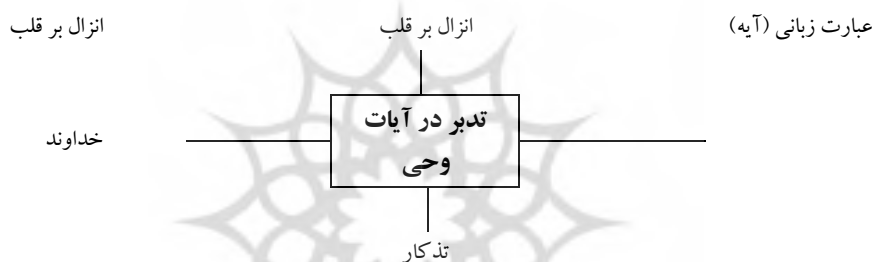 عبارت زبانی (آیه)
انزال بر قلب
انزال بر قلب
تدبر در آیات
وحی
خداوند
تذکار